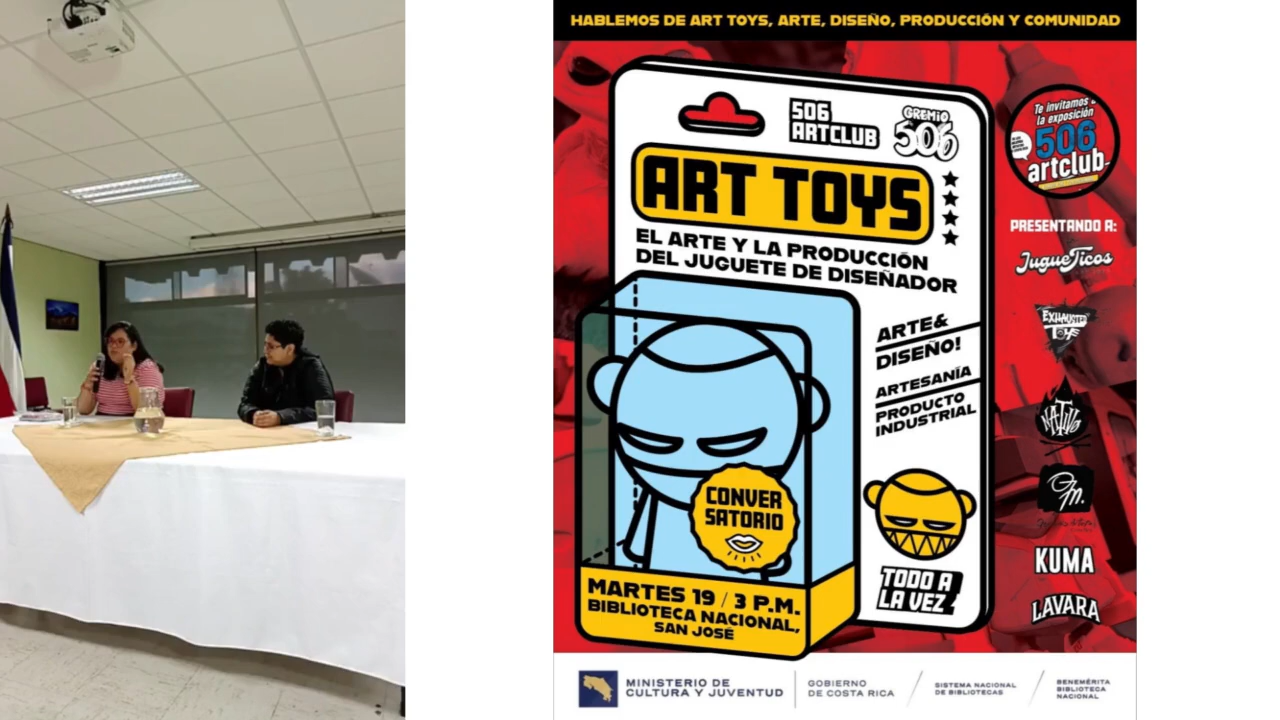 HABLEMOS DE ART TOYS, ARTE, DISEÑO, PRODUCCIÓN Y COMUNIDAD
506
ARTCLUB
GREMIO
506
ART TOYS
EL ARTE Y LA PRODUCCIÓN
DEL JUGUETE DE DISEÑADOR
ARTE&
DISEÑO!
ARTESANÍA
PRODUCTO
INDUSTRIAL
CONVER
SATORIO
MARTES 19 / 3 P.M.
BIBLIOTECA NACIONAL,
SAN JOSÉ
TODO A
LA VEZ
Te invitamos a
la exposición
506
artclub
PRESENTANDO A:
JugueTicos
EXHAUSTED
TOYS
NATIVO
KUMA
LAVARA
MINISTERIO DE
CULTURA Y JUVENTUD
GOBIERNO
DE COSTA RICA
SISTEMA NACIONAL
DE BIBLIOTECAS
BENEMÉRITA
BIBLIOTECA
NACIONAL